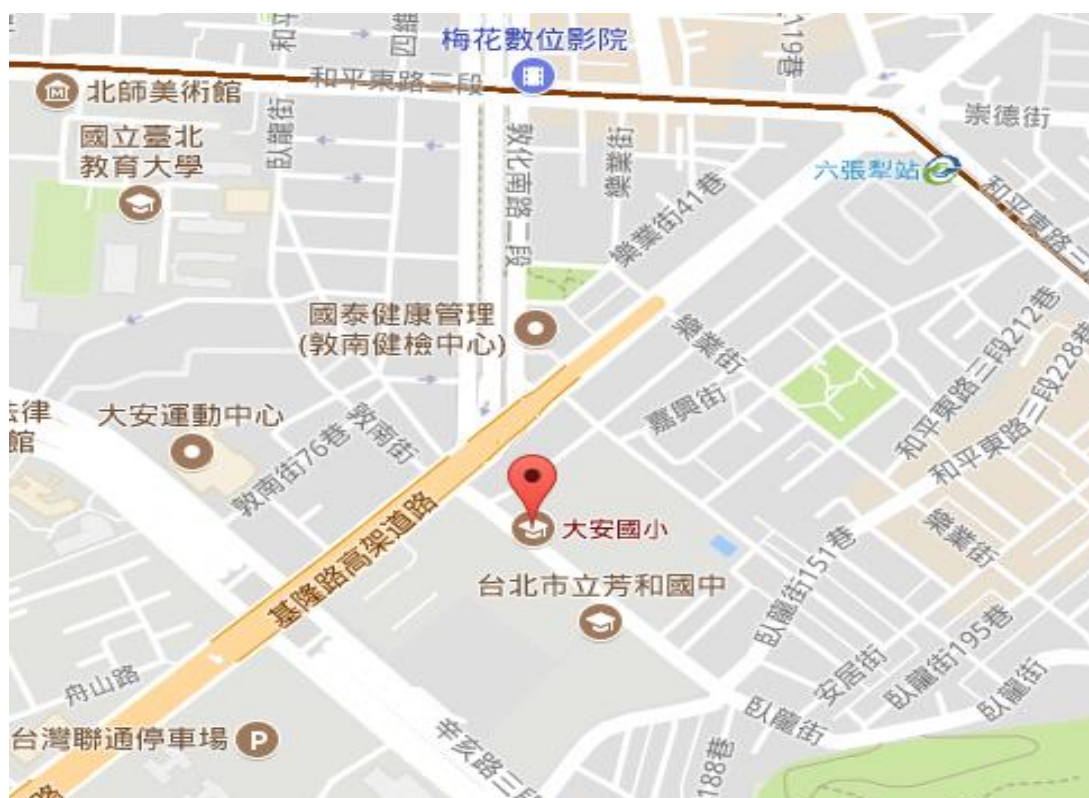 和平
四維
梅花數位影院
119巷
北師美術館
和平東路三段
崇德街
國立臺北
教育大學
臥龍街
敦化南路二段
樂業街
六張犁站
和平東路三
樂業街41巷
國泰健康管理
(敦南健檢中心)
樂業街
和平東路三段212巷
和平東路三段228巷
嘉興街
法律
館
大安運動中心
敦南街76巷
敦南街
基隆路高架道路
大安國小
台北市立芳和國中
臥龍街151巷
樂業街
臥龍街195巷
安居街
臥龍街
臥龍街
188巷
舟山路
台灣聯通停車場
P
辛亥路三段
路